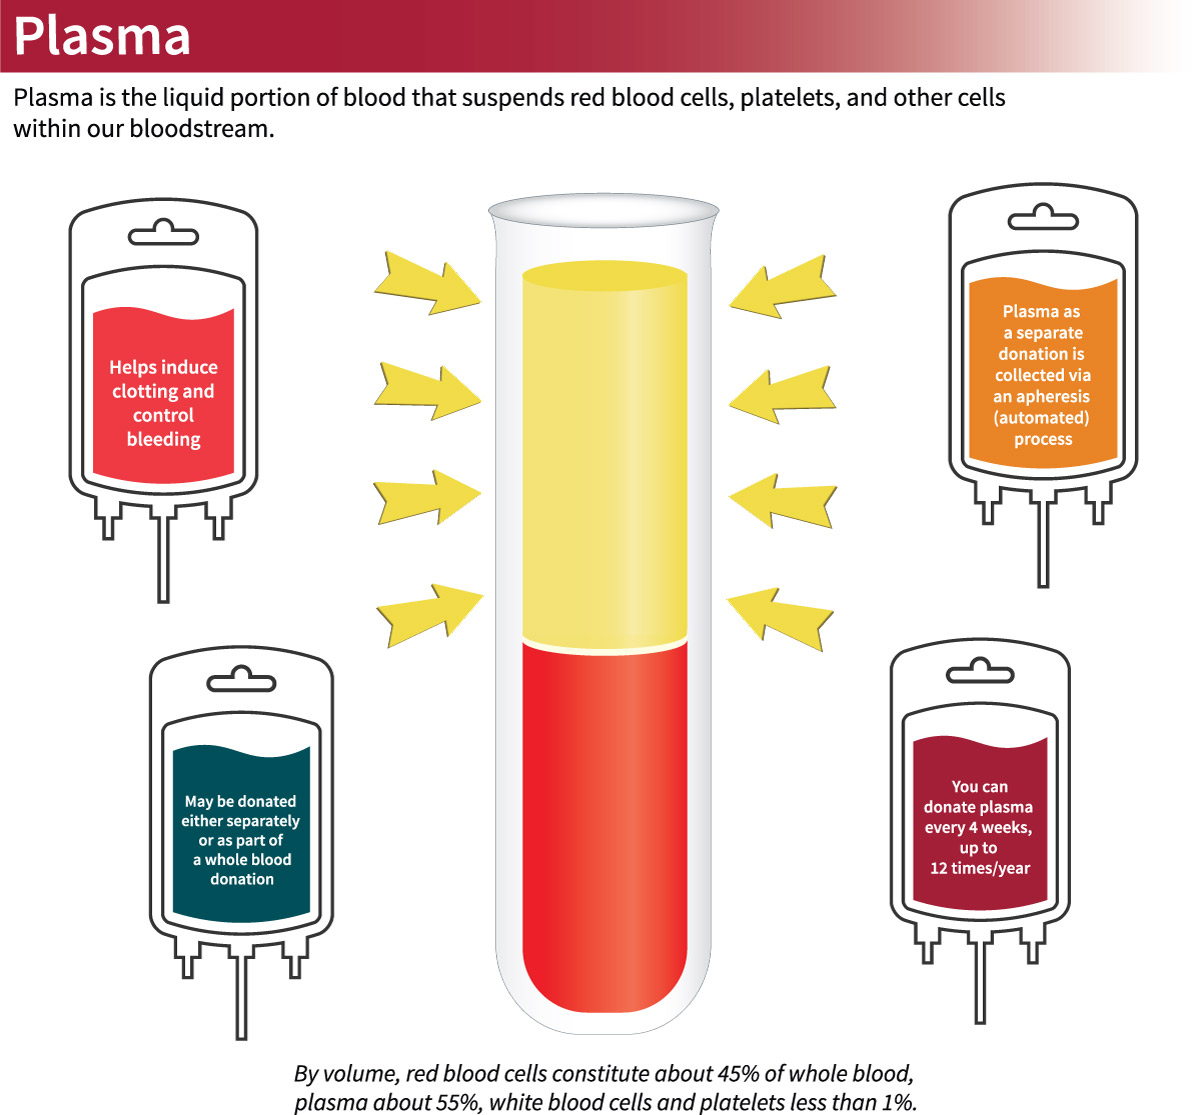 Plasma
Plasma is the liquid portion of blood that suspends red blood cells, platelets, and other cells
within our bloodstream.
Helps induce
clotting and
control
bleeding
Plasma as
a separate
donation is
collected via
an apheresis
(automated)
process
May be donated
either separately
or as part of
a whole blood
donation
You can
donate plasma
every 4 weeks,
up to
12 times/year
By volume, red blood cells constitute about 45% of whole blood,
plasma about 55%, white blood cells and platelets less than 1%.